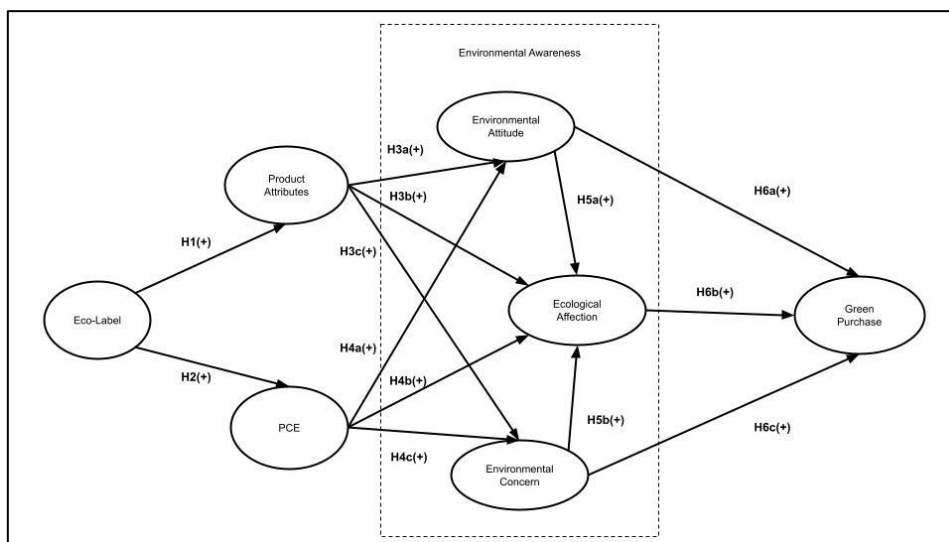 Environmental Awareness
Environmental
Attitude
H3a(+)
Product
Attributes
H3b(+)
H5a(+)
H6a(+)
H3c(+)
H1(+)
Eco-Label
Ecological
Affection
H6b(+)
Green
Purchase
H4a(+)
H2(+)
H4b(+)
PCE
H5b(+)
H6c(+)
H4c(+)
Environmental
Concern